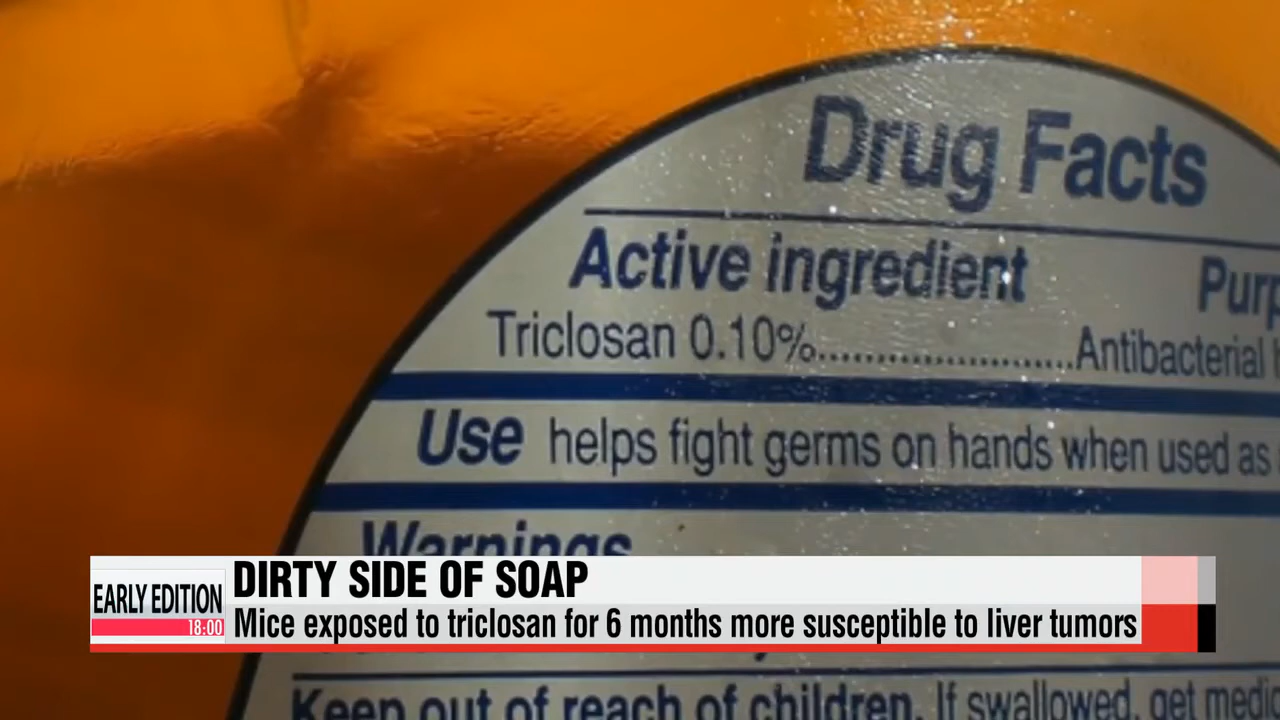 Drug Facts
Active ingredient
Triclosan 0.10%......................Antibacterial
Use helps fight germs on hands when used as
Warnings
EARLY EDITION
18:00
DIRTY SIDE OF SOAP
Mice exposed to triclosan for 6 months more susceptible to liver tumors
Keep out of reach of children. If swallowed, get